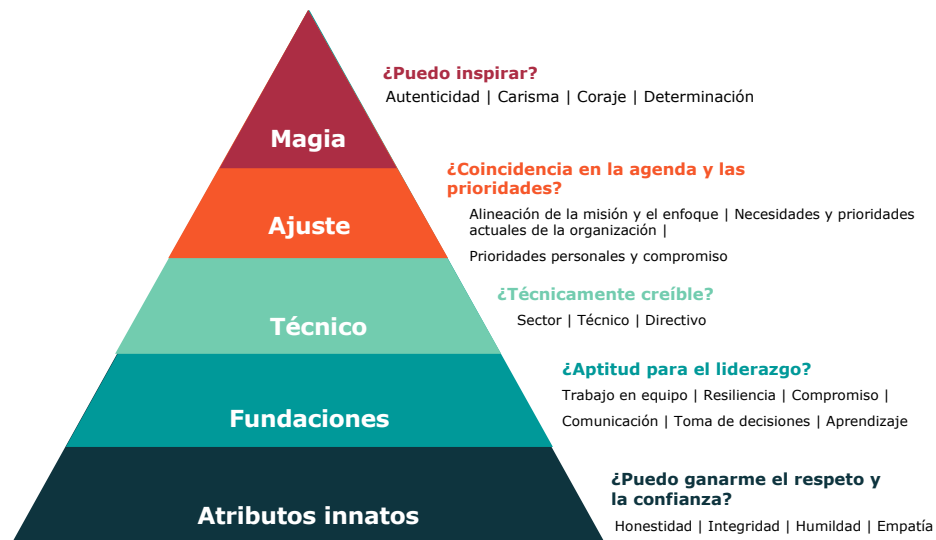 ¿Puedo inspirar?
Autenticidad | Carisma | Coraje | Determinación
Magia
¿Coincidencia en la agenda y las
prioridades?
Alineación de la misión y el enfoque | Necesidades y prioridades
actuales de la organización |
Prioridades personales y compromiso
Ajuste
¿Técnicamente creíble?
Sector | Técnico | Directivo
Técnico
¿Aptitud para el liderazgo?
Trabajo en equipo | Resiliencia | Compromiso |
Comunicación | Toma de decisiones | Aprendizaje
Fundaciones
¿Puedo ganarme el respeto y
la confianza?
Honestidad | Integridad | Humildad | Empatía
Atributos innatos